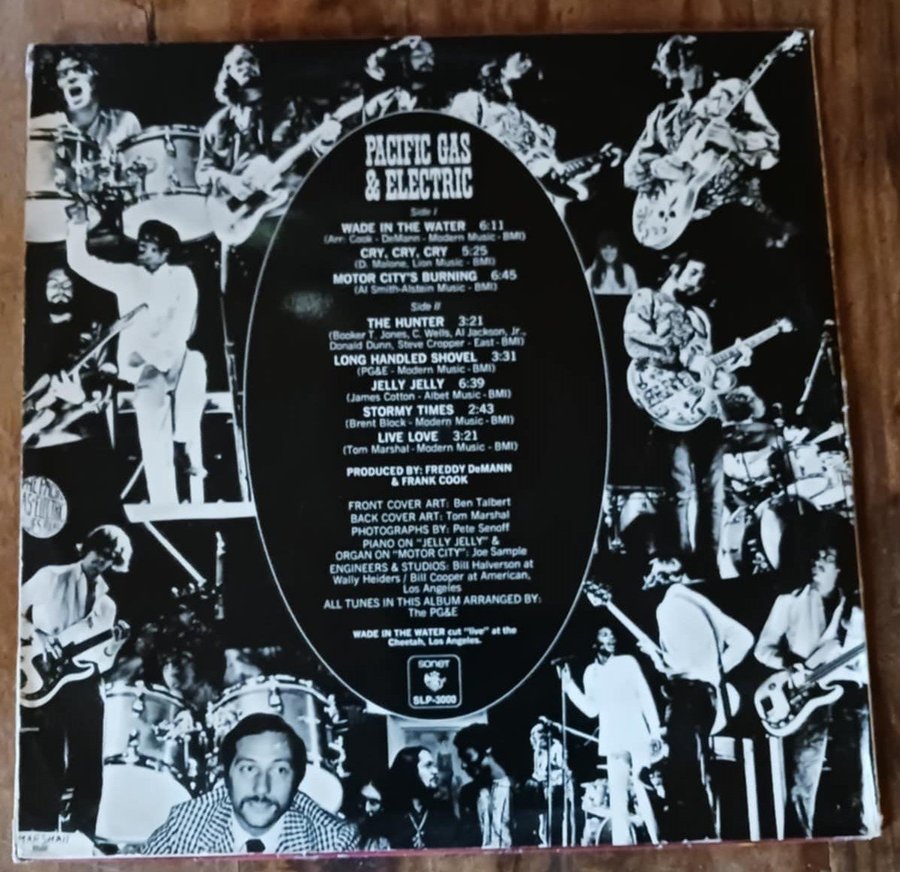 PACIFIC GAS
& ELECTRIC
Side I
WADE IN THE WATER 6:11
(Arr. Cook - DeMann - Modern Music - BMI)
CRY, CRY, CRY 5:25
(D. Malone, Lion Music - BMI)
MOTOR CITY'S BURNING 6:45
(Al Smith-Alstein Music - BMI)
Side II
THE HUNTER 3:21
(Booker T. Jones, C. Wells, Al Jackson, Jr.,
Donald Dunn, Steve Cropper - East - BMI)
LONG HANDLED SHOVEL 3:31
(PG&E - Modern Music - BMI)
JELLY JELLY 6:39
(James Cotton - Albet Music - BMI)
STORMY TIMES 2:43
(Brent Block - Modern Music - BMI)
LIVE LOVE 3:21
(Tom Marshal - Modern Music - BMI)
PRODUCED BY: FREDDY DeMANN
& FRANK COOK
FRONT COVER ART: Ben Talbert
BACK COVER ART: Tom Marshal
PHOTOGRAPHS BY: Pete Senoff
PIANO ON "JELLY JELLY" &
ORGAN ON "MOTOR CITY": Joe Sample
ENGINEERS & STUDIOS: Bill Halverson at
Wally Heiders / Bill Cooper at American,
Los Angeles
ALL TUNES IN THIS ALBUM ARRANGED BY:
The PG&E
WADE IN THE WATER cut "live" at the
Cheetah, Los Angeles.
sonet
SLP-3000
MARSHALL